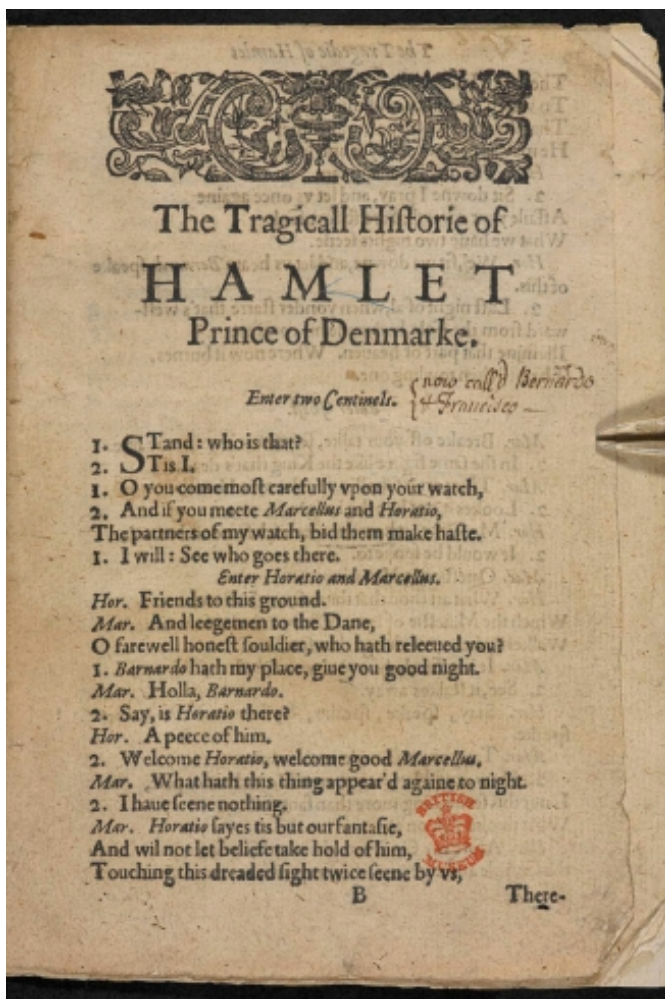 The Tragicall Hiſtorie of
HAMLET
Prince of Denmarke.
Enter two Centinels. {now call'd Bernardo
& Francisco —
1. STand: who is that?
2. Tis I.
1. O you come moſt carefully vpon your watch,
2. And if you meete Marcellus and Horatio,
The partners of my watch, bid them make haſte.
1. I will: See who goes there.
Enter Horatio and Marcellus.
Hor. Friends to this ground.
Mar. And leegemen to the Dane,
O farewell honeſt ſouldier, who hath releeued you?
1. Barnardo hath my place, giue you good night.
Mar. Holla, Barnardo.
2. Say, is Horatio there?
Hor. A peece of him.
2. Welcome Horatio, welcome good Marcellus.
Mar. What hath this thing appear'd againe to night.
2. I haue ſeene nothing.
Mar. Horatio ſayes tis but our fantaſie,
And wil not let beliefe take hold of him,
Touching this dreaded ſight twice ſeene by vs,
B There-
BRITISH
MUSEUM